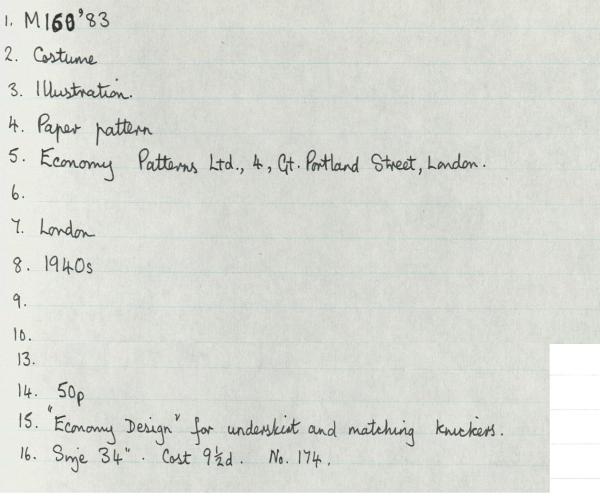 1. M160'83
2. Costume
3. Illustration.
4. Paper pattern
5. Economy Patterns Ltd., 4, Gt. Portland Street, London.
6.
7. London
8. 1940s
9.
10.
13.
14. 50p
15. "Economy Design" for underskirt and matching knickers.
16. Size 34". Cost 9½d. No. 174.